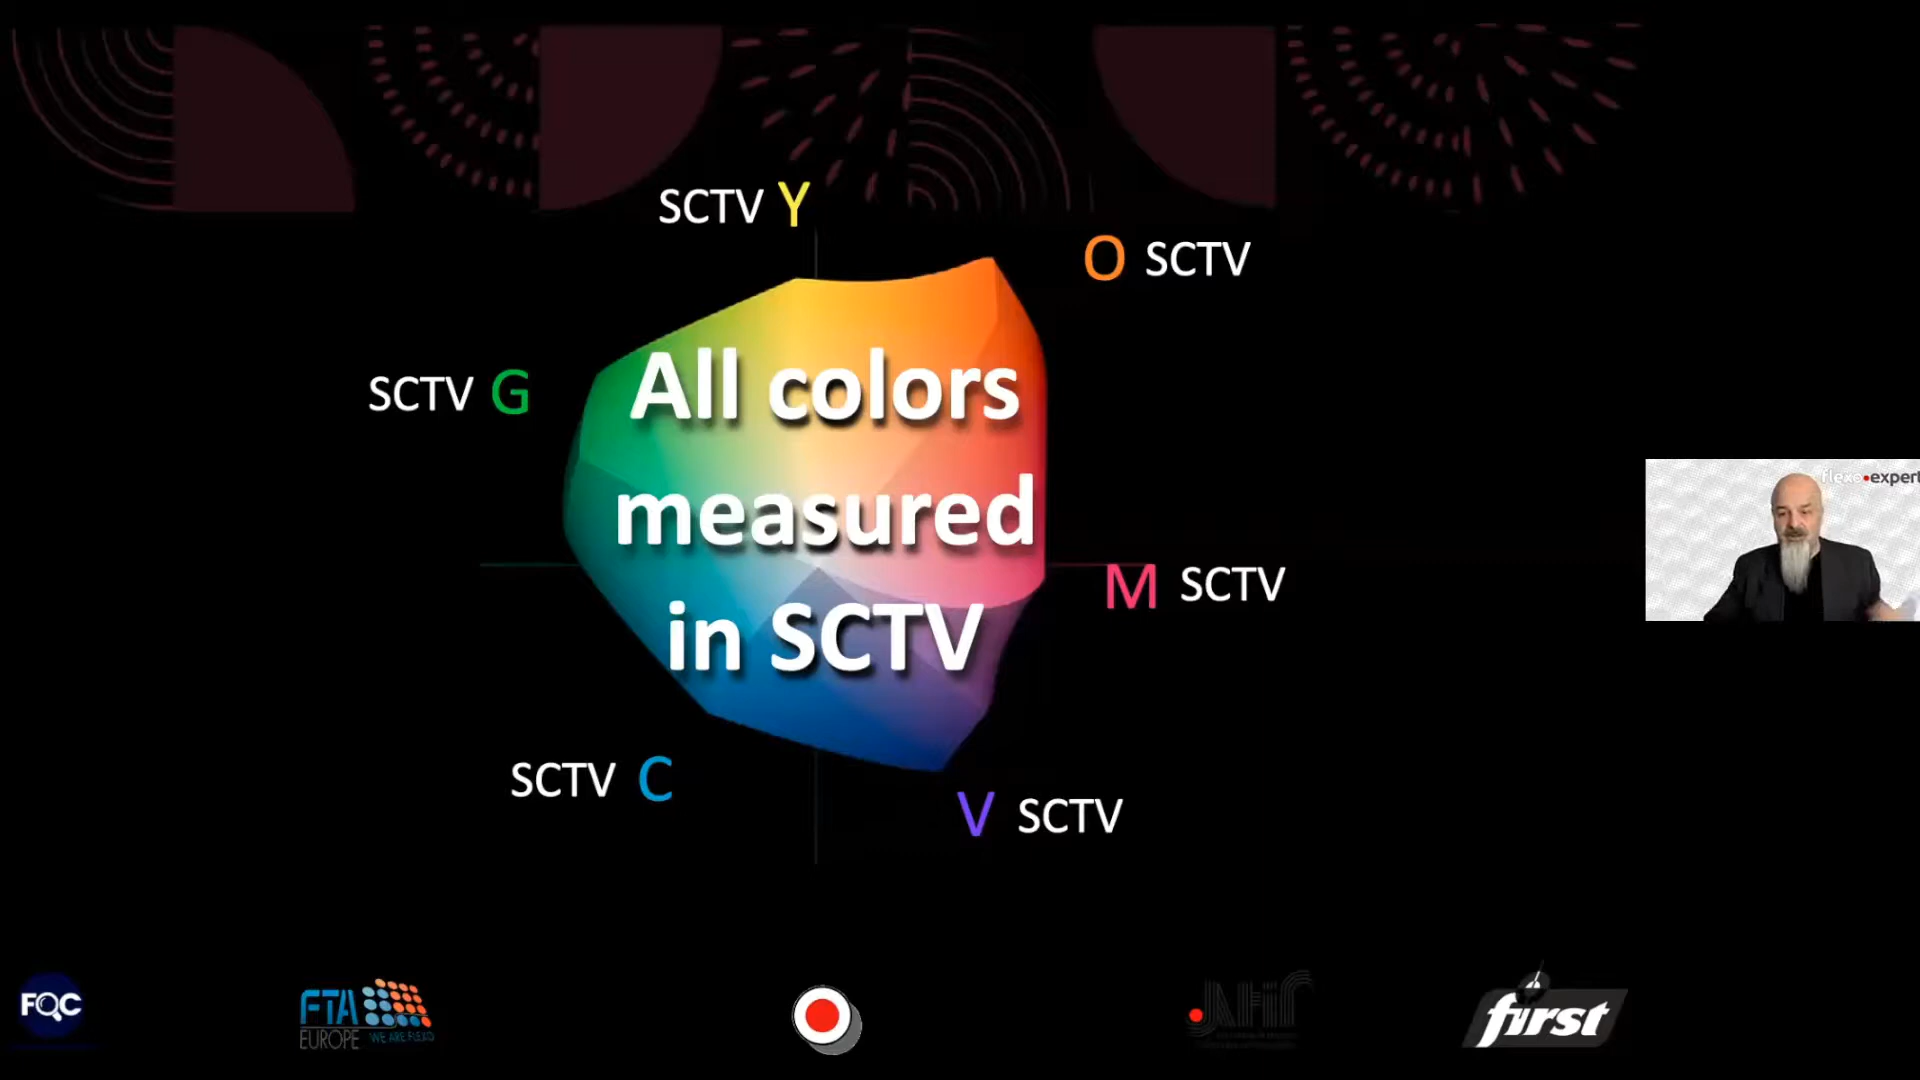 SCTV Y
O SCTV
SCTV G
All colors
measured
in SCTV
M SCTV
SCTV C
V SCTV
flexo•expert
FQC
FTA
EUROPE WE ARE FLEXO
first